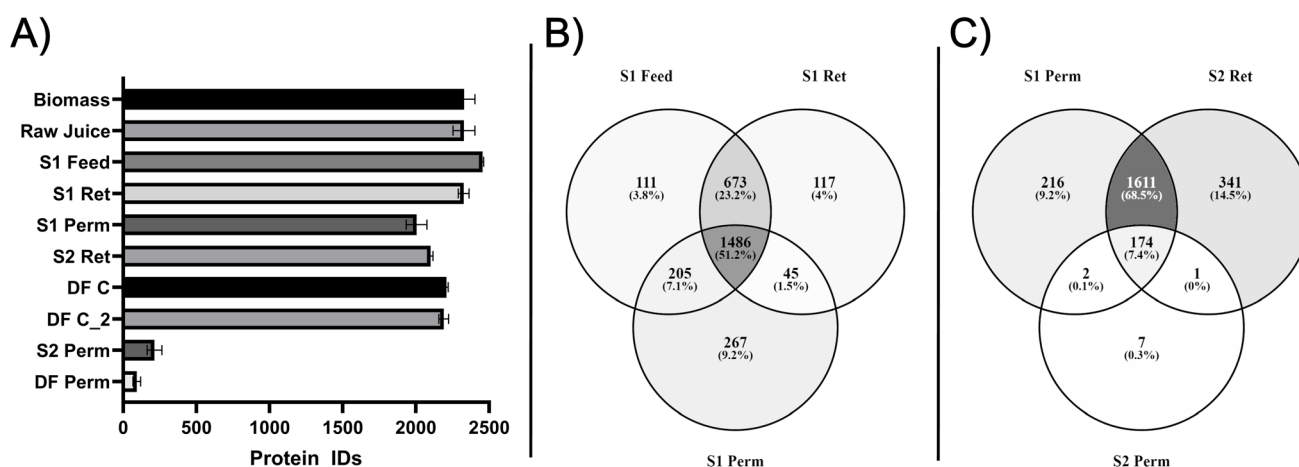 A)
Biomass
Raw Juice
S1 Feed
S1 Ret
S1 Perm
S2 Ret
DF C
DF C_2
S2 Perm
DF Perm
0 500 1000 1500 2000 2500
Protein IDs
B)
S1 Feed S1 Ret
111
(3.8%)
673
(23.2%)
117
(4%)
1486
(51.2%)
205
(7.1%)
45
(1.5%)
267
(9.2%)
S1 Perm
C)
S1 Perm S2 Ret
216
(9.2%)
1611
(68.5%)
341
(14.5%)
174
(7.4%)
2
(0.1%)
1
(0%)
7
(0.3%)
S2 Perm